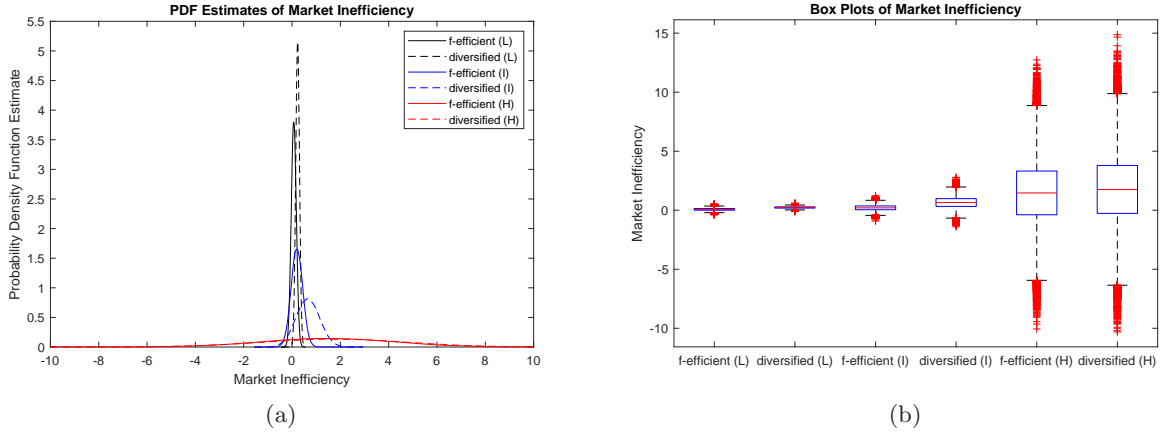 PDF Estimates of Market Inefficiency
5.5
5
4.5
4
3.5
3
2.5
2
1.5
1
0.5
0
Probability Density Function Estimate
f-efficient (L)
diversified (L)
f-efficient (I)
diversified (I)
f-efficient (H)
diversified (H)
-10 -8 -6 -4 -2 0 2 4 6 8 10
Market Inefficiency
(a)
Box Plots of Market Inefficiency
15
10
5
0
-5
-10
Market Inefficiency
f-efficient (L) diversified (L) f-efficient (I) diversified (I) f-efficient (H) diversified (H)
(b)